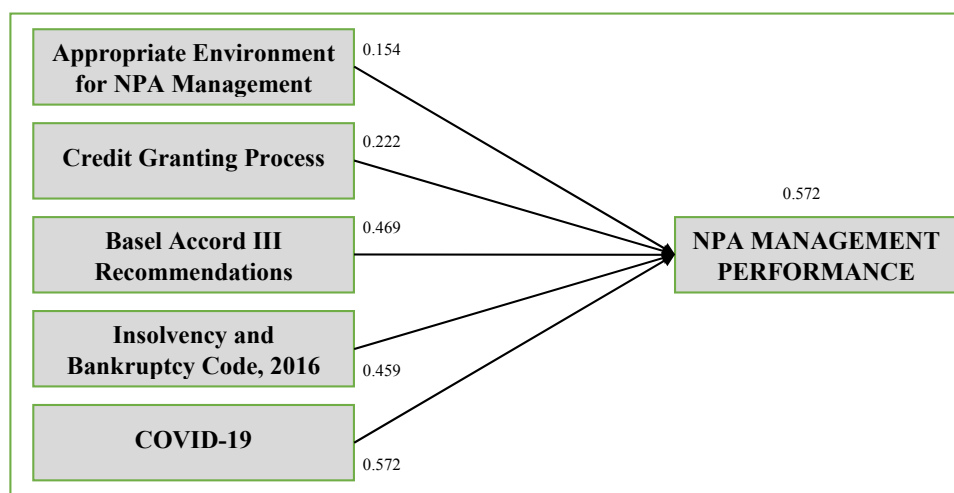 Appropriate Environment
for NPA Management
0.154
Credit Granting Process
0.222
Basel Accord III
Recommendations
0.469
Insolvency and
Bankruptcy Code, 2016
0.459
COVID-19
0.572
0.572
NPA MANAGEMENT
PERFORMANCE